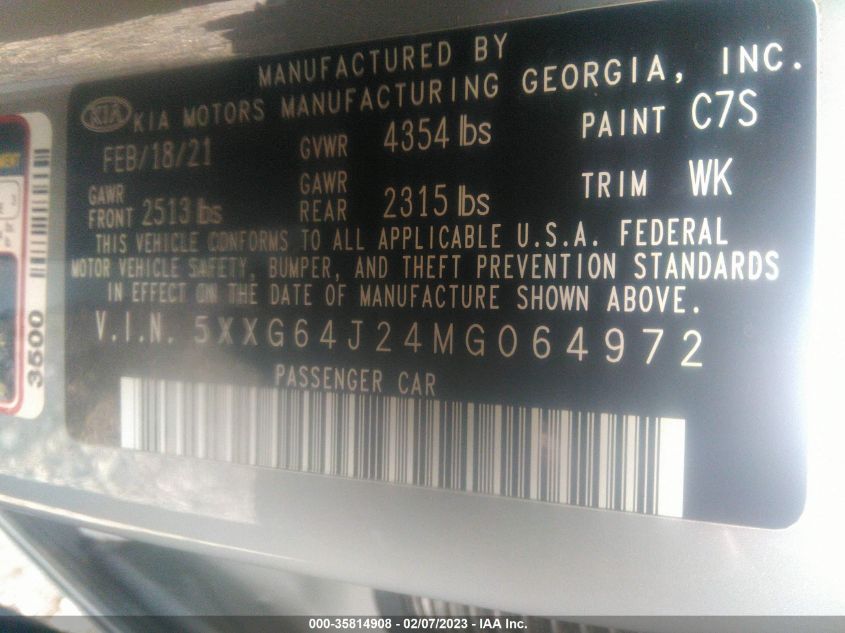 MANUFACTURED BY
KIA KIA MOTORS MANUFACTURING GEORGIA, INC.
FEB/18/21 GVWR 4354 lbs PAINT C7S
GAWR FRONT 2513 lbs GAWR REAR 2315 lbs TRIM WK
THIS VEHICLE CONFORMS TO ALL APPLICABLE U.S.A. FEDERAL
MOTOR VEHICLE SAFETY, BUMPER, AND THEFT PREVENTION STANDARDS
IN EFFECT ON THE DATE OF MANUFACTURE SHOWN ABOVE.
V.I.N. 5XXG64J24MG064972
PASSENGER CAR
3500
000-35814908 - 02/07/2023 - IAA Inc.